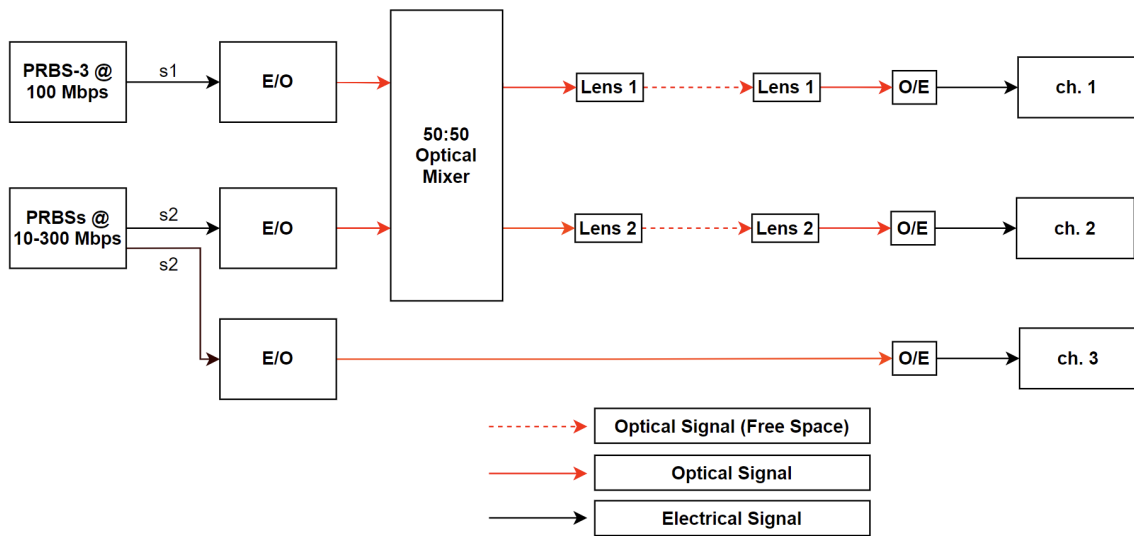 PRBS-3 @
100 Mbps
s1
E/O
50:50
Optical
Mixer
Lens 1
Lens 1
O/E
ch. 1
PRBSs @
10-300 Mbps
s2
s2
E/O
Lens 2
Lens 2
O/E
ch. 2
E/O
O/E
ch. 3
Optical Signal (Free Space)
Optical Signal
Electrical Signal